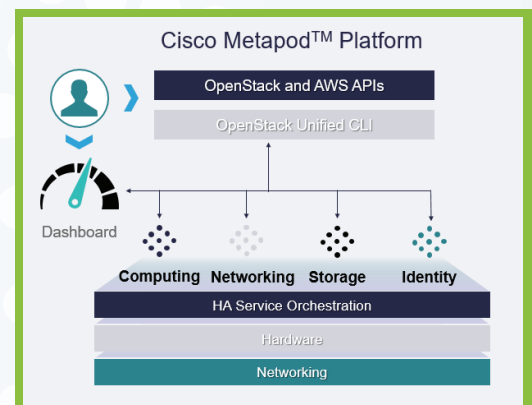 Cisco Metapod™ Platform
OpenStack and AWS APIs
OpenStack Unified CLI
Dashboard
Computing Networking Storage Identity
HA Service Orchestration
Hardware
Networking